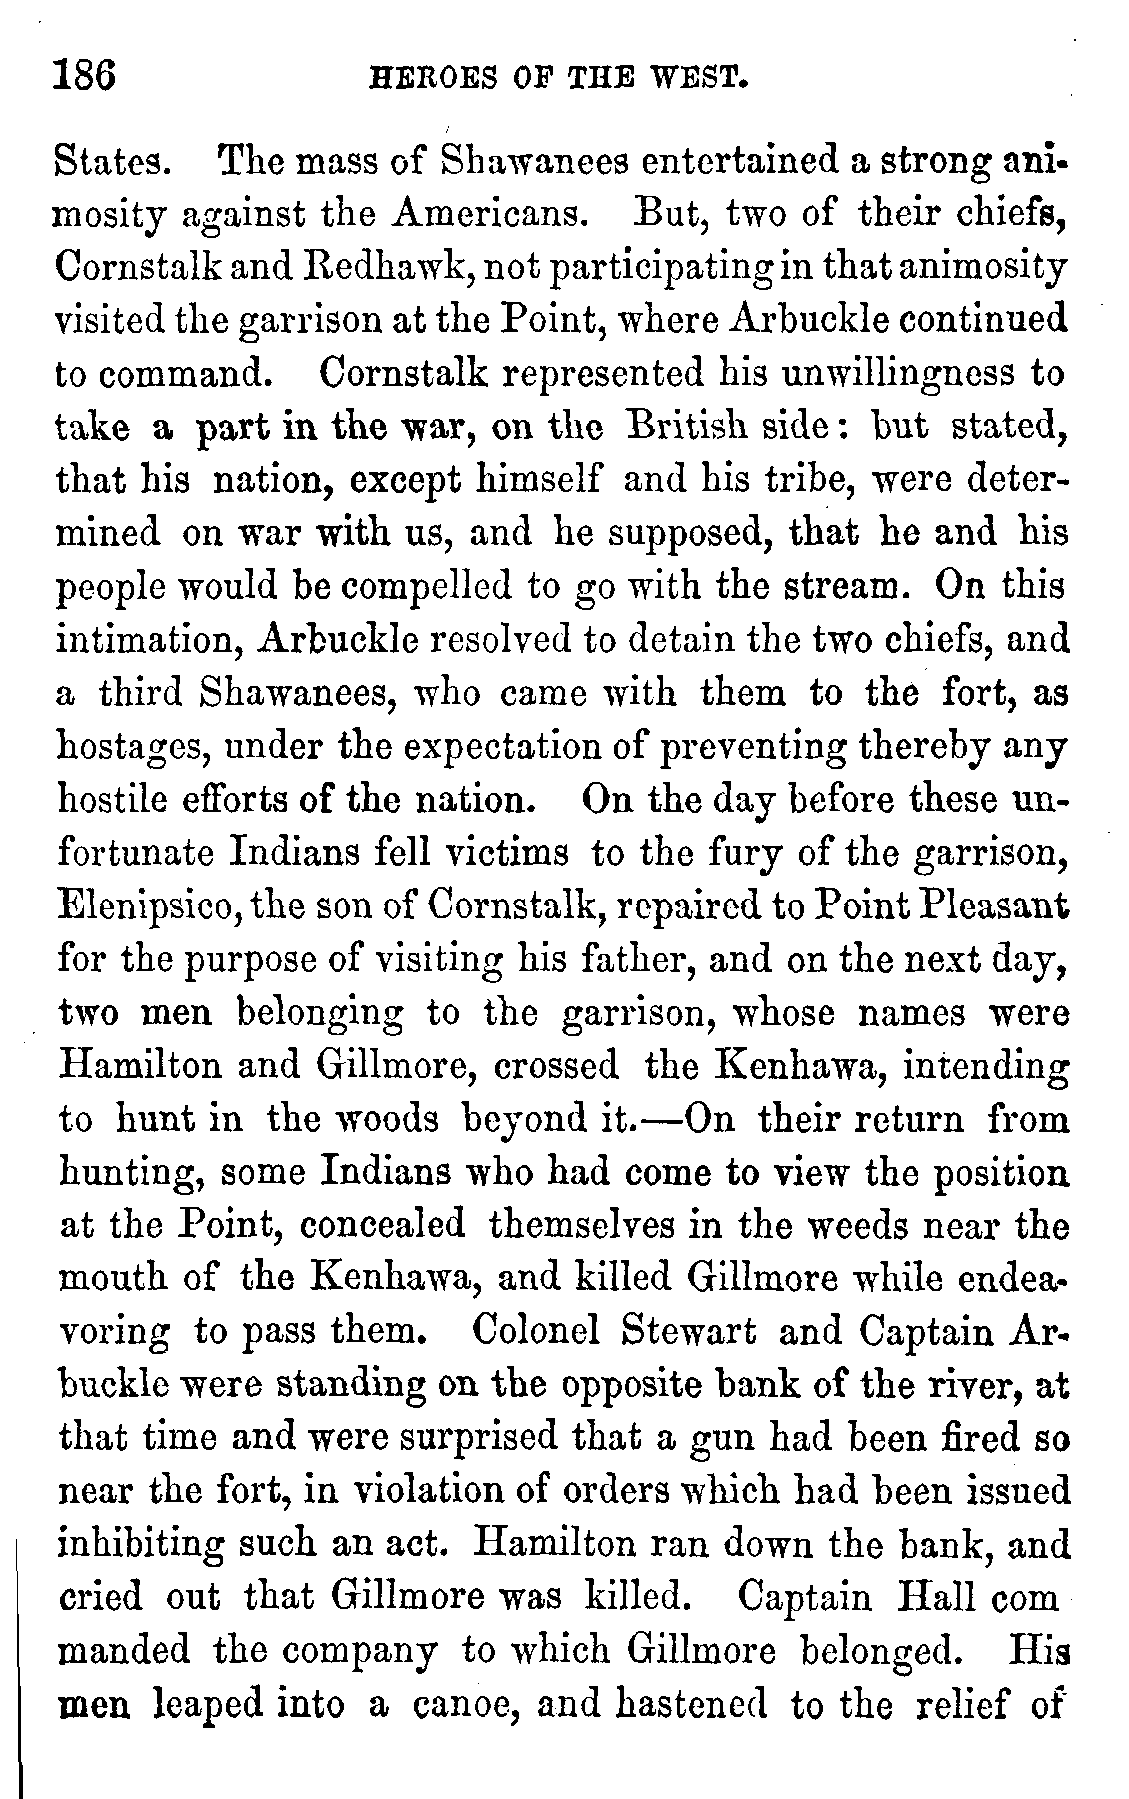 186 HEROES OF THE WEST.
States. The mass of Shawanees entertained a strong ani-
mosity against the Americans. But, two of their chiefs,
Cornstalk and Redhawk, not participating in that animosity
visited the garrison at the Point, where Arbuckle continued
to command. Cornstalk represented his unwillingness to
take a part in the war, on the British side: but stated,
that his nation, except himself and his tribe, were deter-
mined on war with us, and he supposed, that he and his
people would be compelled to go with the stream. On this
intimation, Arbuckle resolved to detain the two chiefs, and
a third Shawanees, who came with them to the fort, as
hostages, under the expectation of preventing thereby any
hostile efforts of the nation. On the day before these un-
fortunate Indians fell victims to the fury of the garrison,
Elenipsico, the son of Cornstalk, repaired to Point Pleasant
for the purpose of visiting his father, and on the next day,
two men belonging to the garrison, whose names were
Hamilton and Gillmore, crossed the Kenhawa, intending
to hunt in the woods beyond it.—On their return from
hunting, some Indians who had come to view the position
at the Point, concealed themselves in the weeds near the
mouth of the Kenhawa, and killed Gillmore while endea-
voring to pass them. Colonel Stewart and Captain Ar-
buckle were standing on the opposite bank of the river, at
that time and were surprised that a gun had been fired so
near the fort, in violation of orders which had been issued
inhibiting such an act. Hamilton ran down the bank, and
cried out that Gillmore was killed. Captain Hall com
manded the company to which Gillmore belonged. His
men leaped into a canoe, and hastened to the relief of